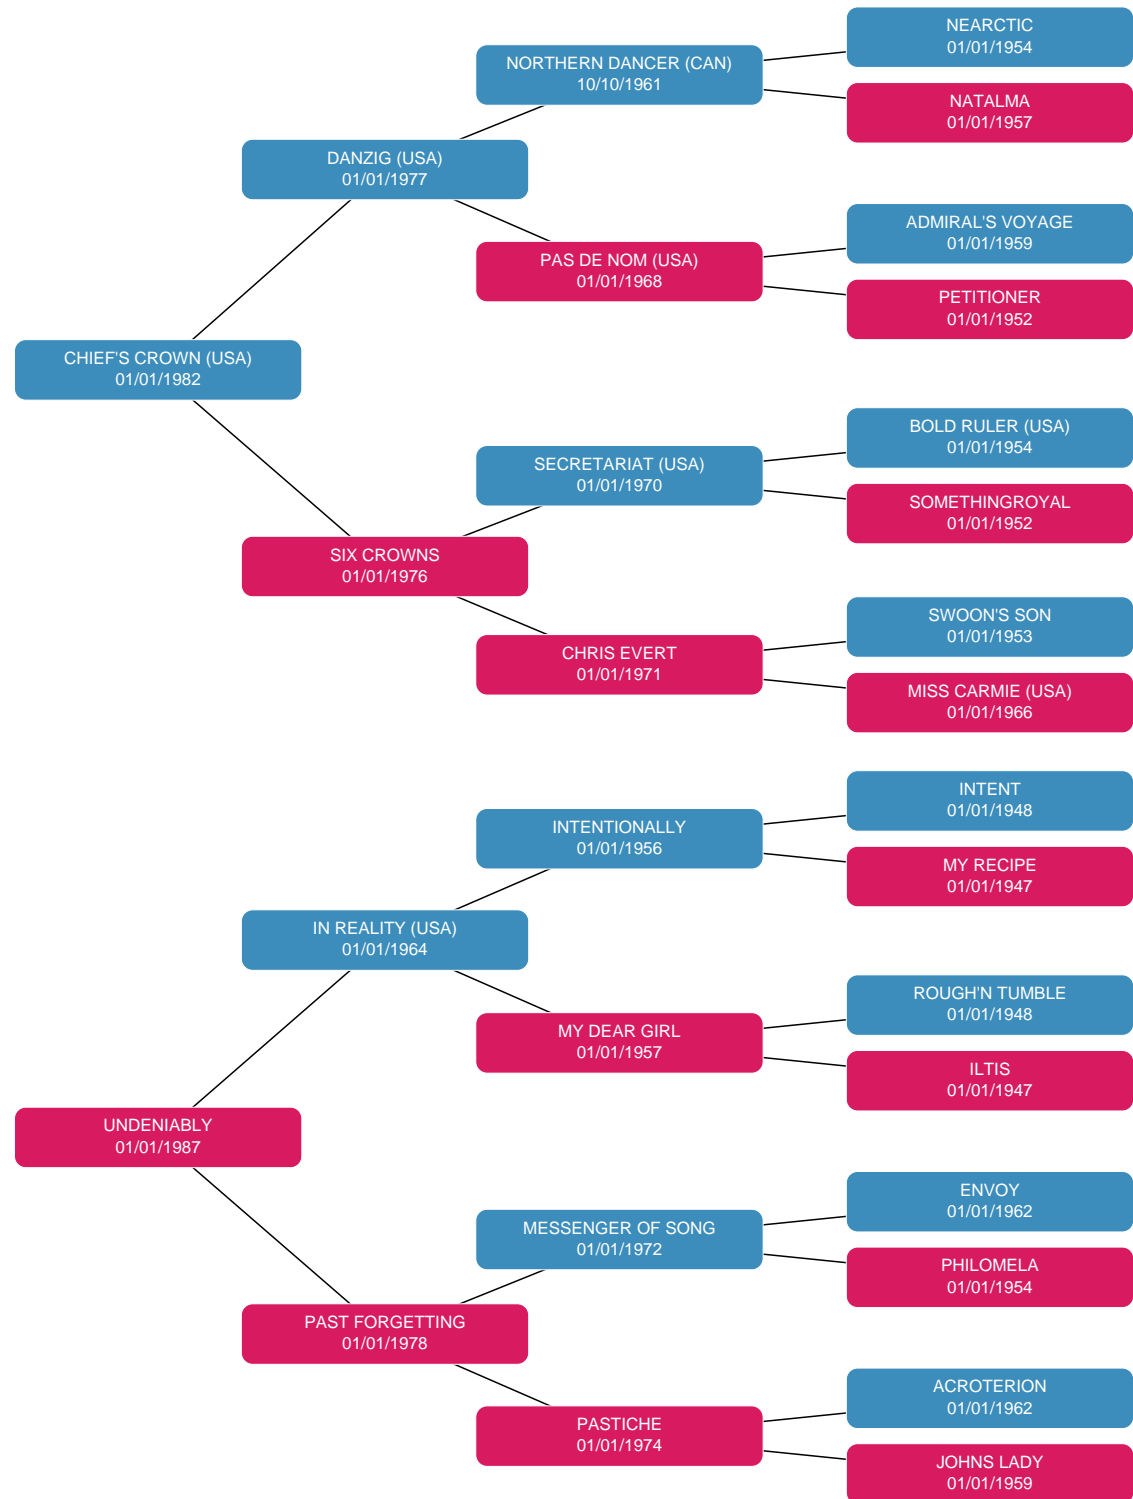 NEARCTIC
01/01/1954
NORTHERN DANCER (CAN)
10/10/1961
NATALMA
01/01/1957
DANZIG (USA)
01/01/1977
ADMIRAL'S VOYAGE
01/01/1959
PAS DE NOM (USA)
01/01/1968
PETITIONER
01/01/1952
CHIEF'S CROWN (USA)
01/01/1982
BOLD RULER (USA)
01/01/1954
SECRETARIAT (USA)
01/01/1970
SOMETHINGROYAL
01/01/1952
SIX CROWNS
01/01/1976
SWOON'S SON
01/01/1953
CHRIS EVERT
01/01/1971
MISS CARMIE (USA)
01/01/1966
INTENT
01/01/1948
INTENTIONALLY
01/01/1956
MY RECIPE
01/01/1947
IN REALITY (USA)
01/01/1964
ROUGH'N TUMBLE
01/01/1948
MY DEAR GIRL
01/01/1957
ILTIS
01/01/1947
UNDENIABLY
01/01/1987
ENVOY
01/01/1962
MESSENGER OF SONG
01/01/1972
PHILOMELA
01/01/1954
PAST FORGETTING
01/01/1978
ACROTERION
01/01/1962
PASTICHE
01/01/1974
JOHNS LADY
01/01/1959